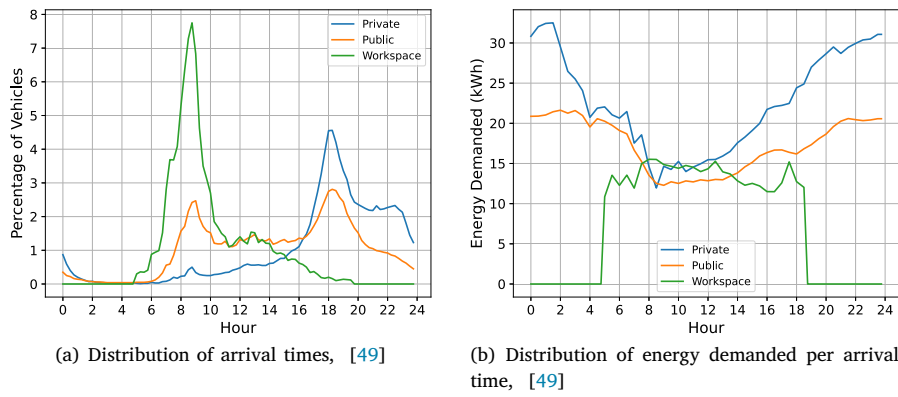 8
7
6
5
4
3
2
1
0
Percentage of Vehicles
Private
Public
Workspace
0 2 4 6 8 10 12 14 16 18 20 22 24
Hour
(a) Distribution of arrival times, [49]
30
25
20
15
10
5
0
Energy Demanded (kWh)
Private
Public
Workspace
0 2 4 6 8 10 12 14 16 18 20 22 24
Hour
(b) Distribution of energy demanded per arrival
time, [49]